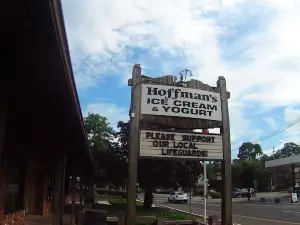 Hoffman's
ICE CREAM
& YOGURT
PLEASE SUPPORT
OUR LOCAL
LIFEGUARDS!